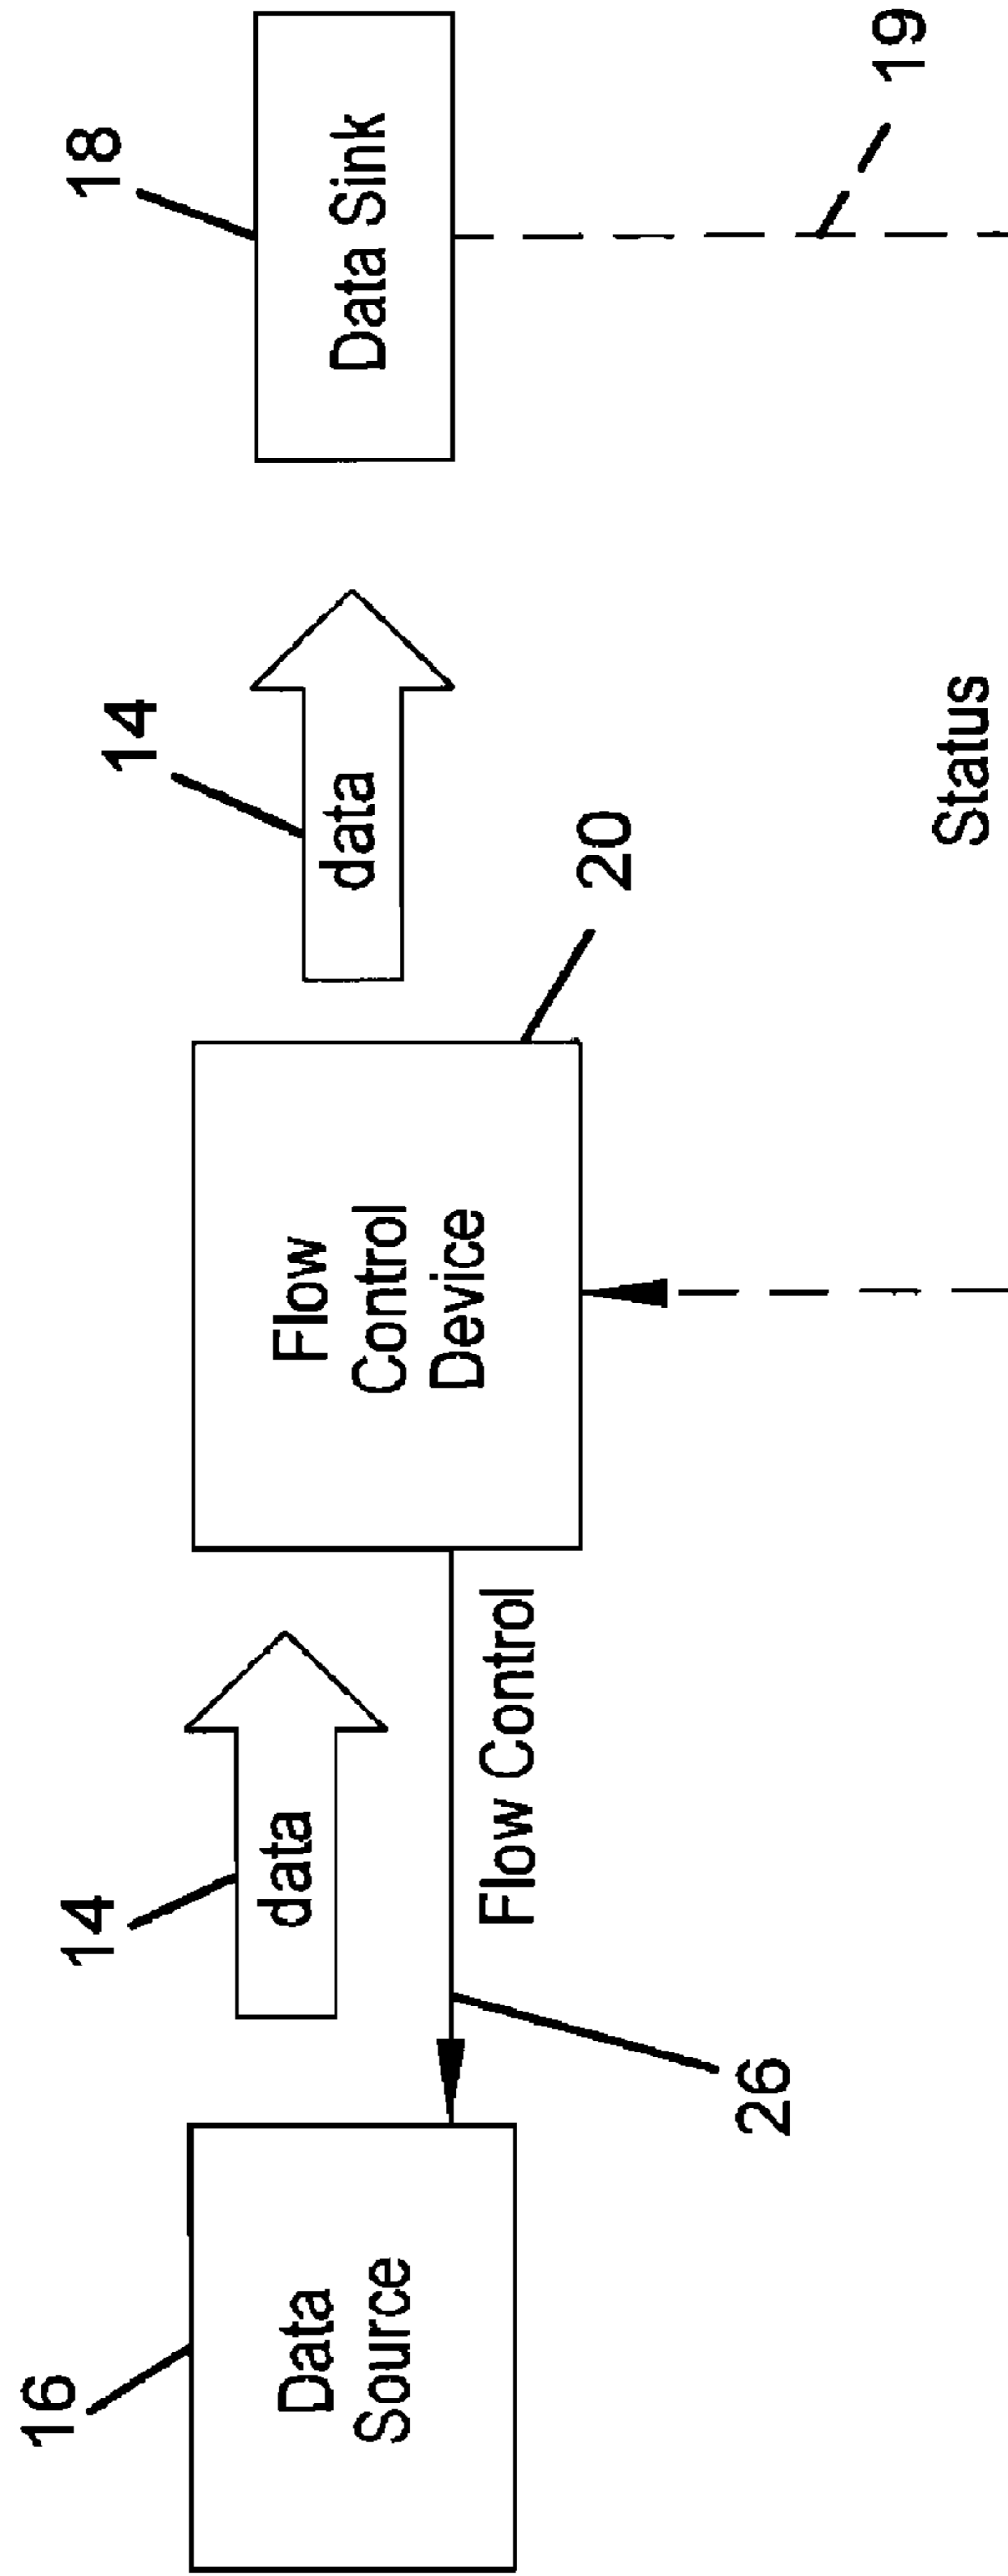 16
Data
Source
14
data
26
Flow Control
Flow
Control
Device
20
14
data
18
Data Sink
Status
19